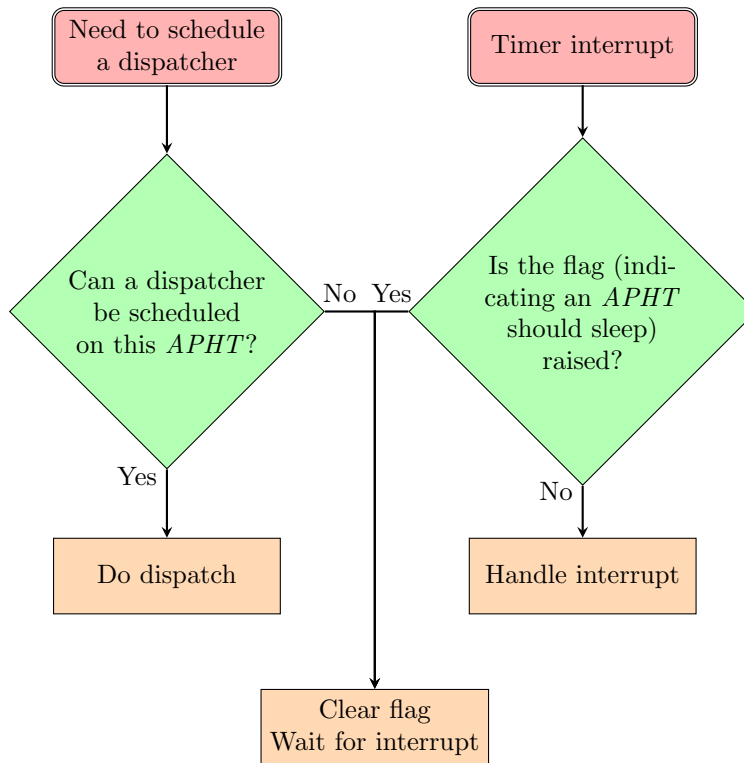 Need to schedule
a dispatcher
Timer interrupt
Can a dispatcher
be scheduled
on this APHT?
No
Yes
Is the flag (indi-
cating an APHT
should sleep)
raised?
Yes
No
Do dispatch
Handle interrupt
Clear flag
Wait for interrupt